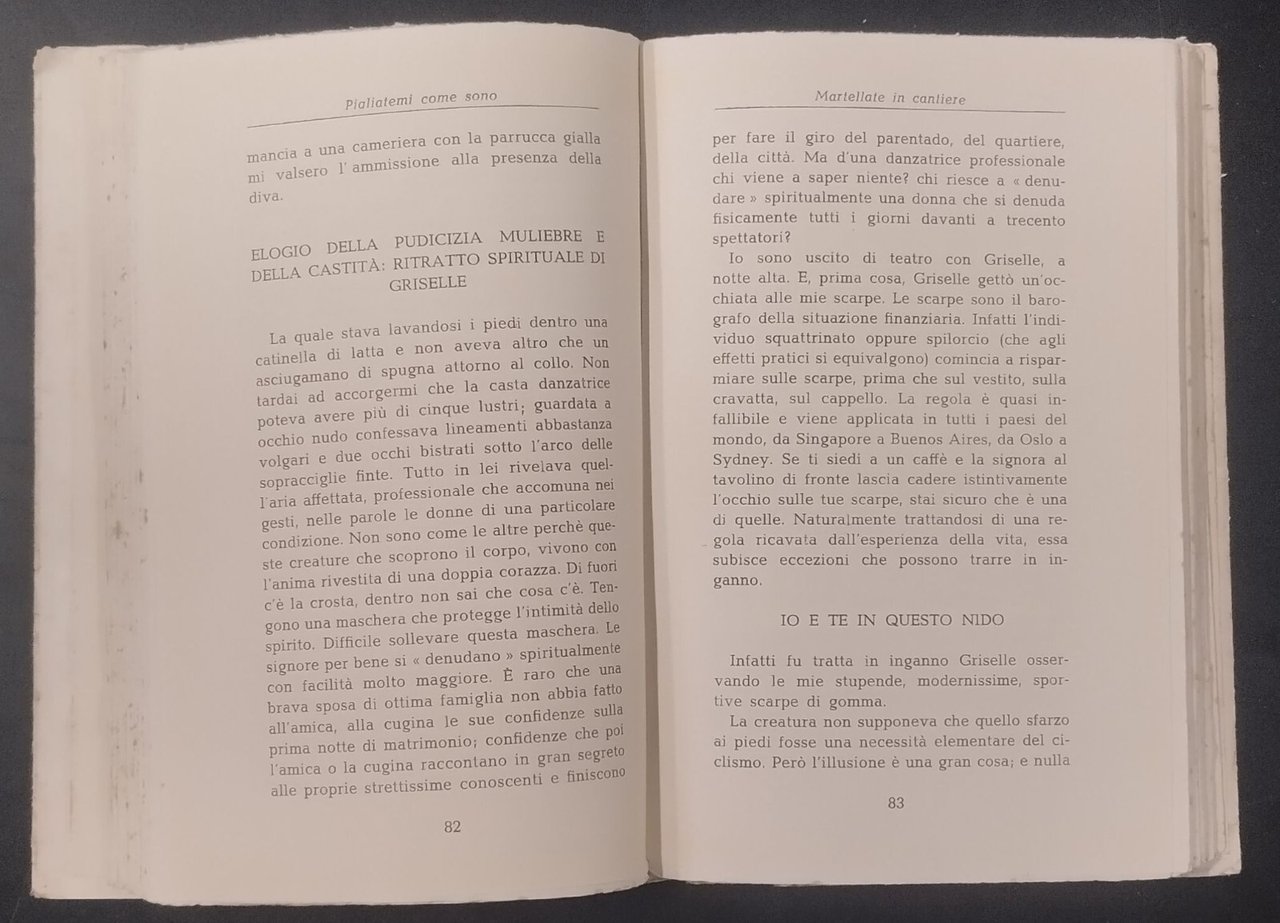 Pigliatemi come sono
mancia a una cameriera con la parrucca gialla
mi valsero l' ammissione alla presenza della
diva.
ELOGIO DELLA PUDICIZIA MULIEBRE E
DELLA CASTITÀ: RITRATTO SPIRITUALE DI
GRISELLE
La quale stava lavandosi i piedi dentro una
catinella di latta e non aveva altro che un
asciugamano di spugna attorno al collo. Non
tardai ad accorgermi che la casta danzatrice
poteva avere più di cinque lustri; guardata a
occhio nudo confessava lineamenti abbastanza
volgari e due occhi bistrati sotto l'arco delle
sopracciglie finte. Tutto in lei rivelava quel-
l'aria affettata, professionale che accomuna nei
gesti, nelle parole le donne di una particolare
condizione. Non sono come le altre perchè que-
ste creature che scoprono il corpo, vivono con
l'anima rivestita di una doppia corazza. Di fuori
c'è la crosta, dentro non sai che cosa c'è. Ten-
gono una maschera che protegge l'intimità dello
spirito. Difficile sollevare questa maschera. Le
signore per bene si « denudano » spiritualmente
con facilità molto maggiore. È raro che una
brava sposa di ottima famiglia non abbia fatto
all'amica, alla cugina le sue confidenze sulla
prima notte di matrimonio; confidenze che poi
l'amica o la cugina raccontano in gran segreto
alle proprie strettissime conoscenti e finiscono
82
Martellate in cantiere
per fare il giro del parentado, del quartiere,
della città. Ma d'una danzatrice professionale
chi viene a saper niente? chi riesce a « denu-
dare » spiritualmente una donna che si denuda
fisicamente tutti i giorni davanti a trecento
spettatori?
Io sono uscito di teatro con Griselle, a
notte alta. E, prima cosa, Griselle gettò un'oc-
chiata alle mie scarpe. Le scarpe sono il baro-
grafo della situazione finanziaria. Infatti l'indi-
viduo squattrinato oppure spilorcio (che agli
effetti pratici si equivalgono) comincia a rispar-
miare sulle scarpe, prima che sul vestito, sulla
cravatta, sul cappello. La regola è quasi in-
fallibile e viene applicata in tutti i paesi del
mondo, da Singapore a Buenos Aires, da Oslo a
Sydney. Se ti siedi a un caffè e la signora al
tavolino di fronte lascia cadere istintivamente
l'occhio sulle tue scarpe, stai sicuro che è una
di quelle. Naturalmente trattandosi di una re-
gola ricavata dall'esperienza della vita, essa
subisce eccezioni che possono trarre in in-
ganno.
IO E TE IN QUESTO NIDO
Infatti fu tratta in inganno Griselle osser-
vando le mie stupende, modernissime, spor-
tive scarpe di gomma.
La creatura non supponeva che quello sfarzo
ai piedi fosse una necessità elementare del ci-
clismo. Però l'illusione è una gran cosa; e nulla
83